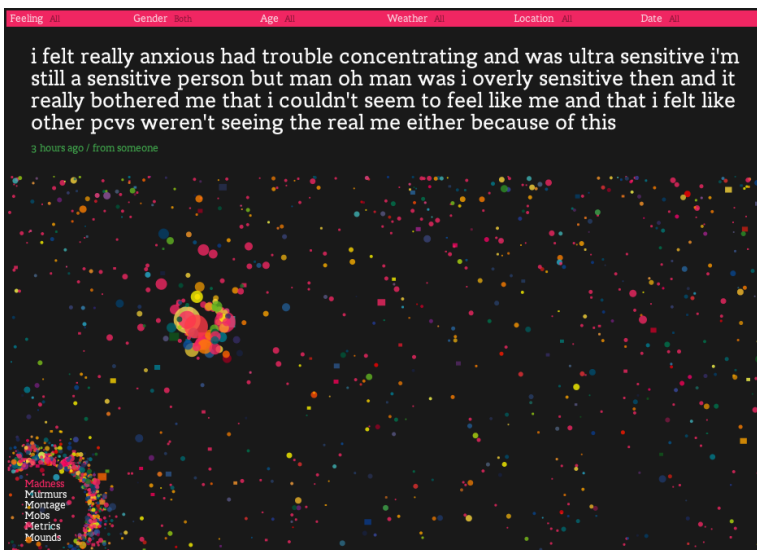 Feeling All Gender Both Age All Weather All Location All Date All
i felt really anxious had trouble concentrating and was ultra sensitive i'm
still a sensitive person but man oh man was i overly sensitive then and it
really bothered me that i couldn't seem to feel like me and that i felt like
other pcvs weren't seeing the real me either because of this
3 hours ago / from someone
Madness
Murmurs
Montage
Mobs
Metrics
Mounds